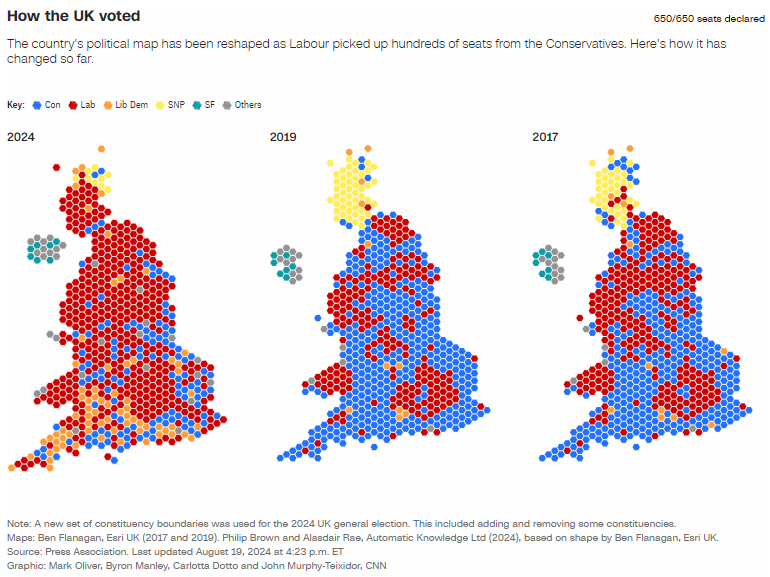 How the UK voted
650/650 seats declared
The country's political map has been reshaped as Labour picked up hundreds of seats from the Conservatives. Here's how it has
changed so far.
Key: Con Lab Lib Dem SNP SF Others
2024 2019 2017
Note: A new set of constituency boundaries was used for the 2024 UK general election. This included adding and removing some constituencies.
Maps: Ben Flanagan, Esri UK (2017 and 2019). Philip Brown and Alasdair Rae, Automatic Knowledge Ltd (2024), based on shape by Ben Flanagan, Esri UK.
Source: Press Association. Last updated August 19, 2024 at 4:23 p.m. ET
Graphic: Mark Oliver, Byron Manley, Carlotta Dotto and John Murphy-Teixidor, CNN